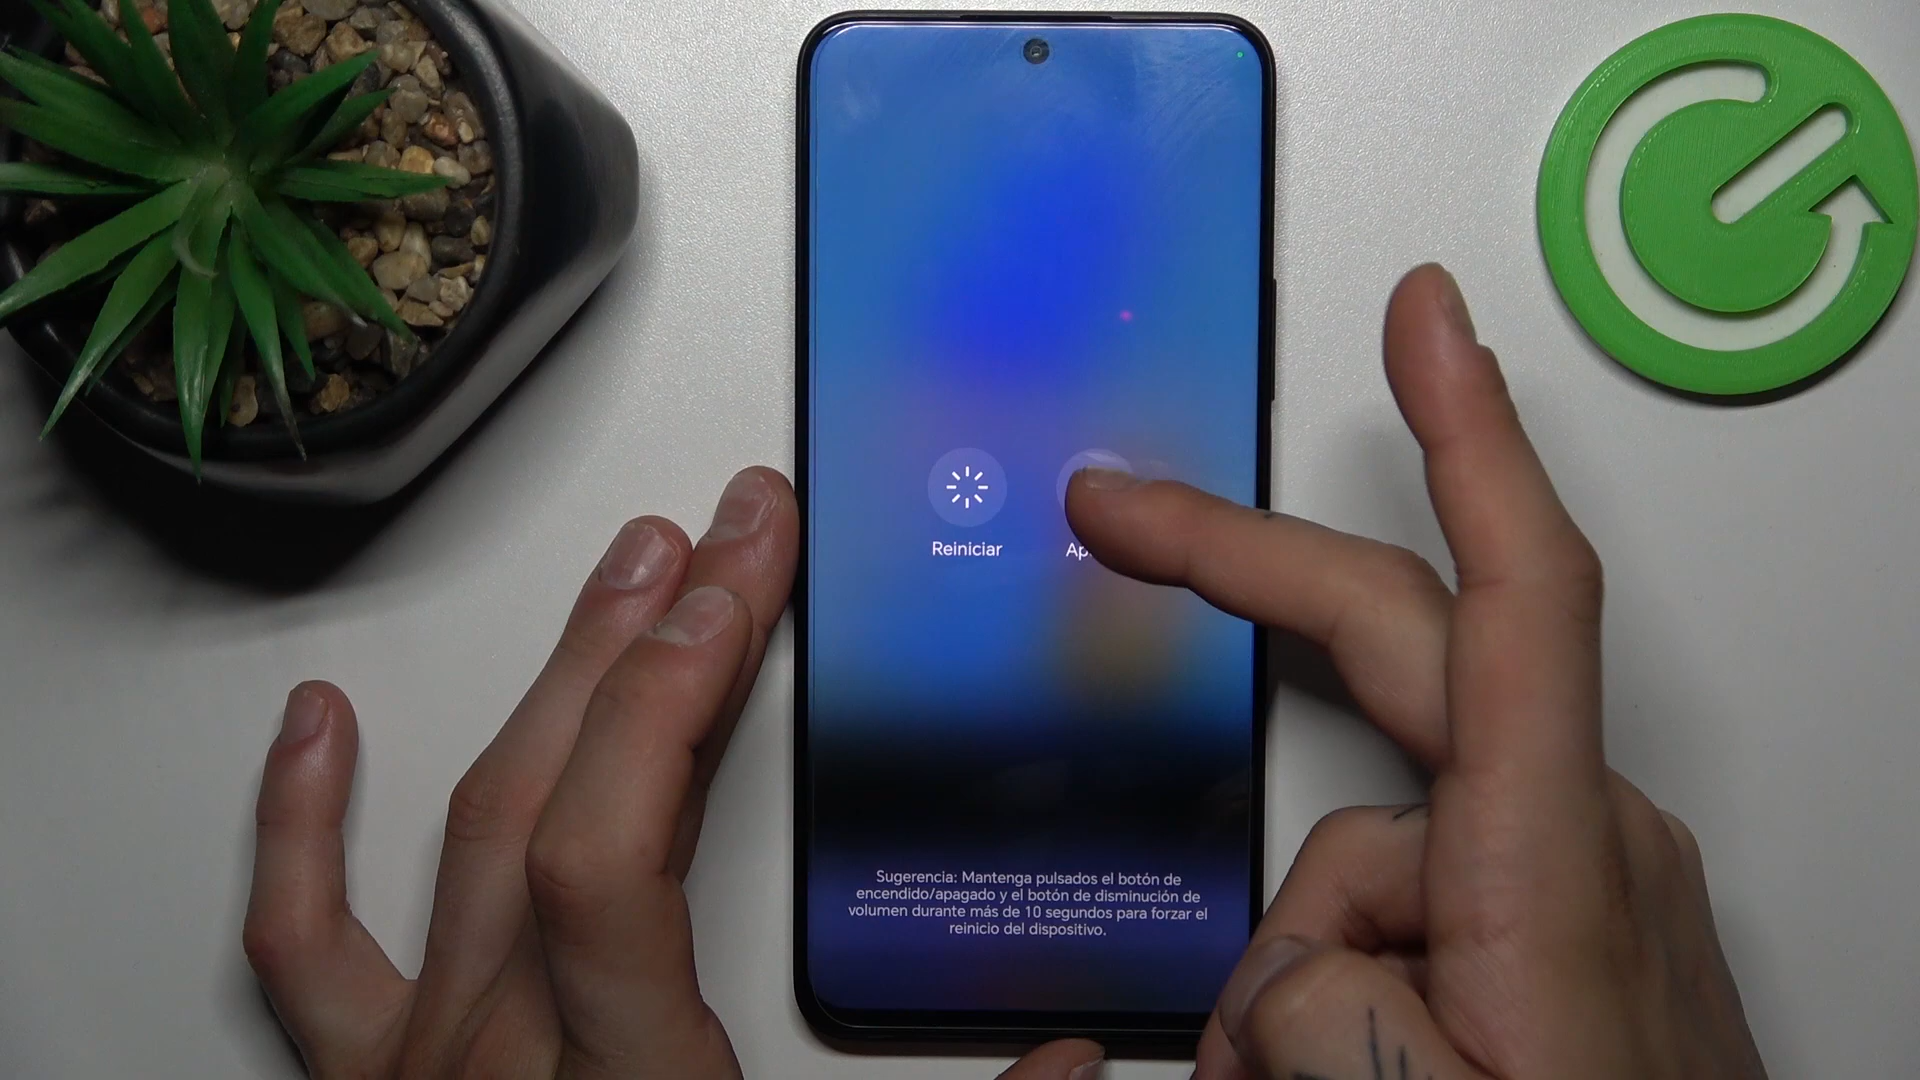 Reiniciar
Sugerencia: Mantenga pulsados el botón de
encendido/apagado y el botón de disminución de
volumen durante más de 10 segundos para forzar el
reinicio del dispositivo.